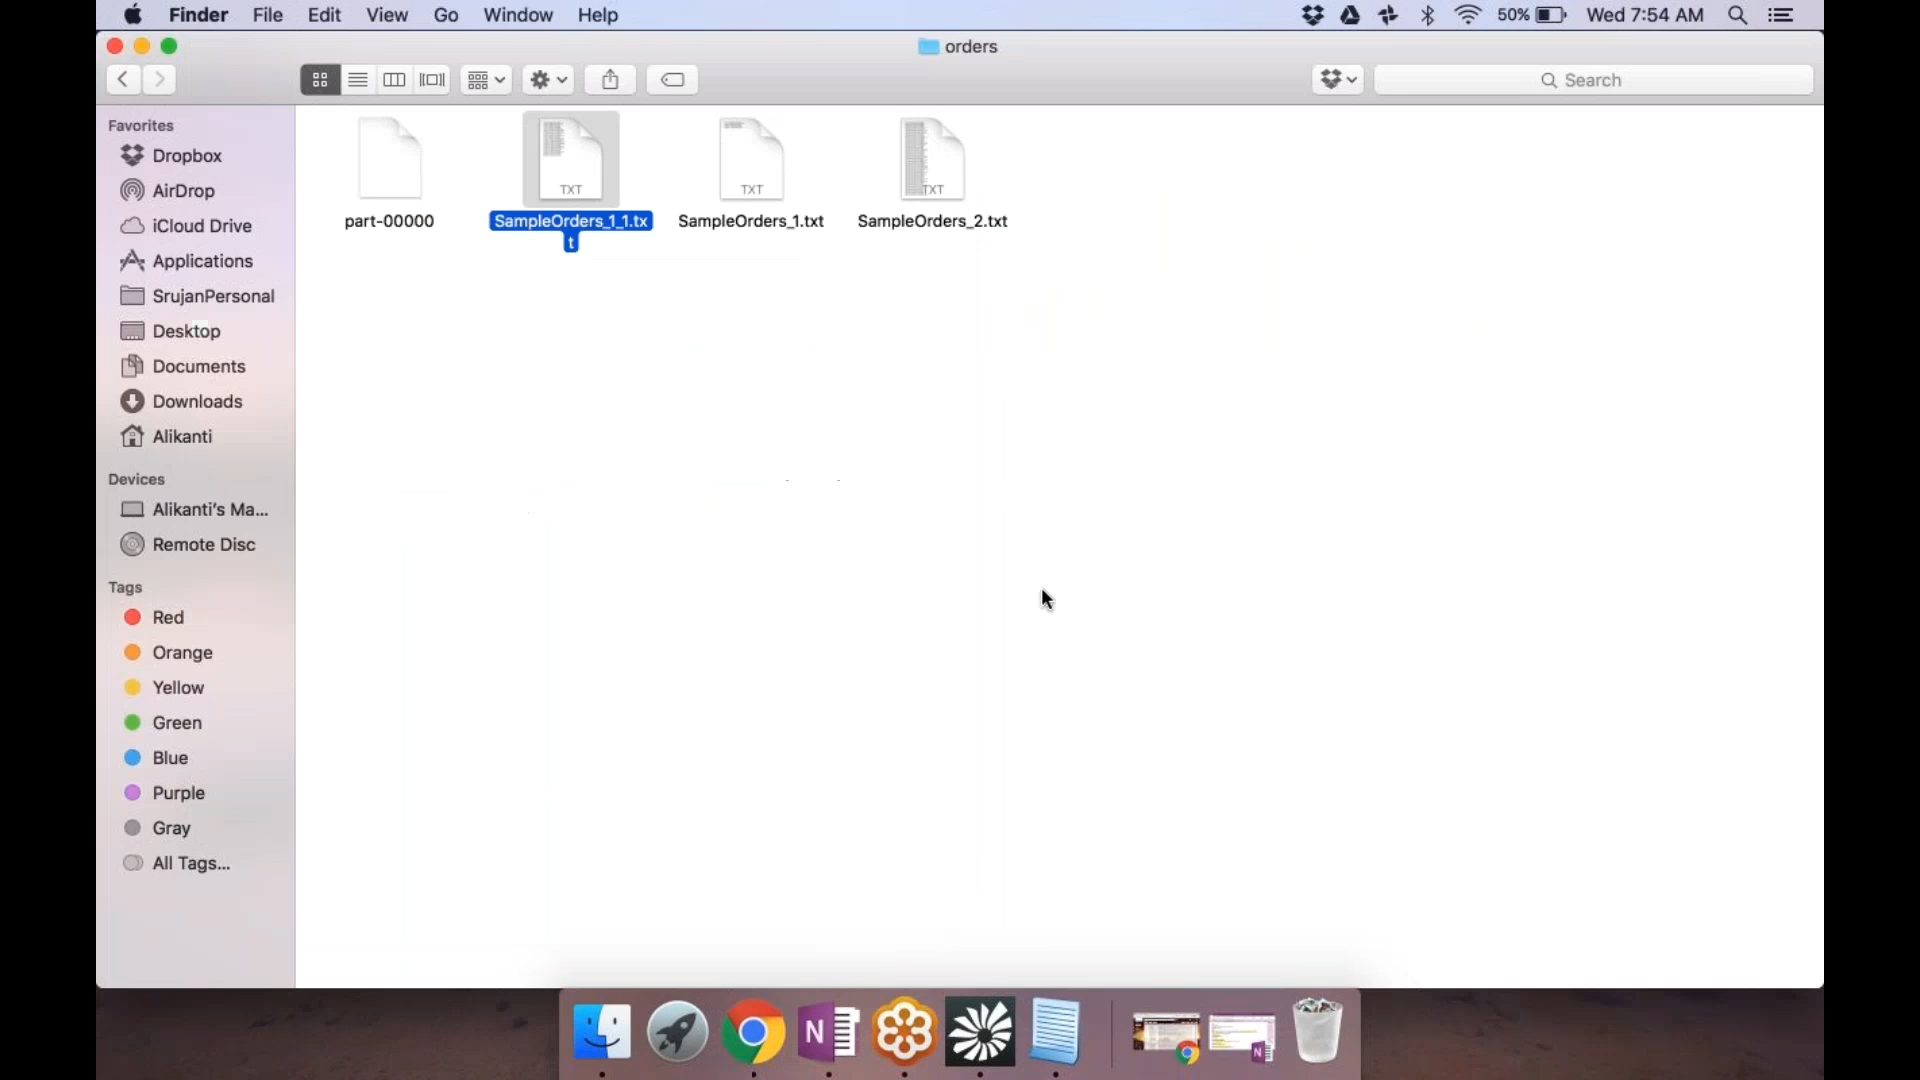 Finder File Edit View Go Window Help 50% Wed 7:54 AM
orders
Search
Favorites
Dropbox
AirDrop
iCloud Drive
Applications
SrujanPersonal
Desktop
Documents
Downloads
Alikanti
Devices
Alikanti's Ma...
Remote Disc
Tags
Red
Orange
Yellow
Green
Blue
Purple
Gray
All Tags...
TXT TXT TXT
part-00000 SampleOrders_1_1.tx SampleOrders_1.txt SampleOrders_2.txt
t
N
N